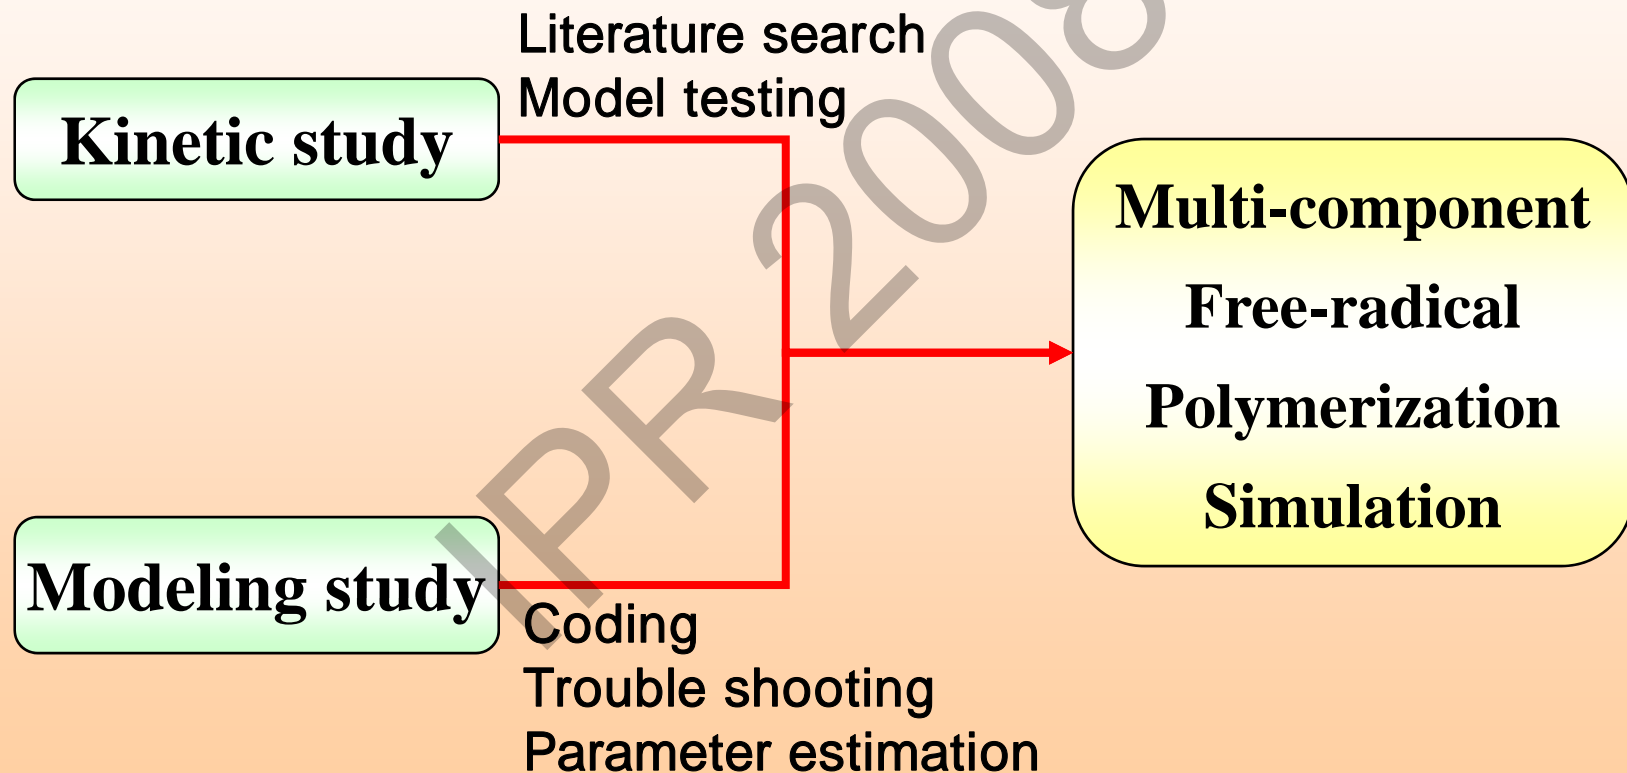 Literature search
Model testing
Kinetic study
Multi-component
Free-radical
Polymerization
Simulation
Modeling study
Coding
Trouble shooting
Parameter estimation
IPR 2008